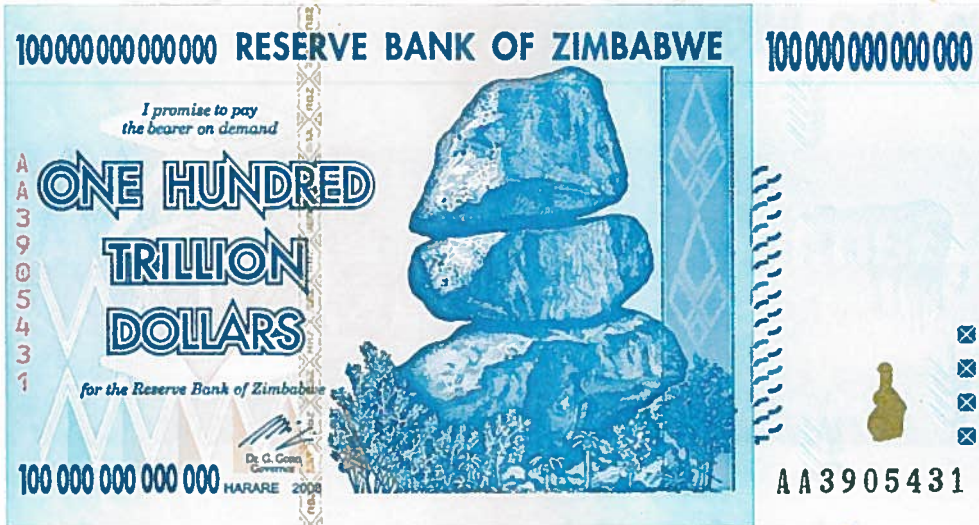 100 000 000 000 000 RESERVE BANK OF ZIMBABWE 100 000 000 000 000
I promise to pay
the bearer on demand
ONE HUNDRED
TRILLION
DOLLARS
for the Reserve Bank of Zimbabwe
Dr. G. Gono
Governor
100 000 000 000 000 HARARE 2008
AA3905431
AA3905431